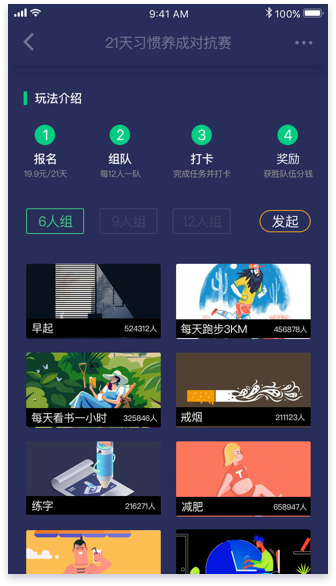 9:41 AM
100%
21天习惯养成对抗赛
玩法介绍
1 2 3 4
报名 组队 打卡 奖励
19.9元/21天 每12人一队 完成任务并打卡 获胜队伍分钱
6人组 9人组 12人组 发起
早起 524312人
每天跑步3KM 456878人
每天看书一小时 325846人
戒烟 211123人
练字 216271人
减肥 658947人